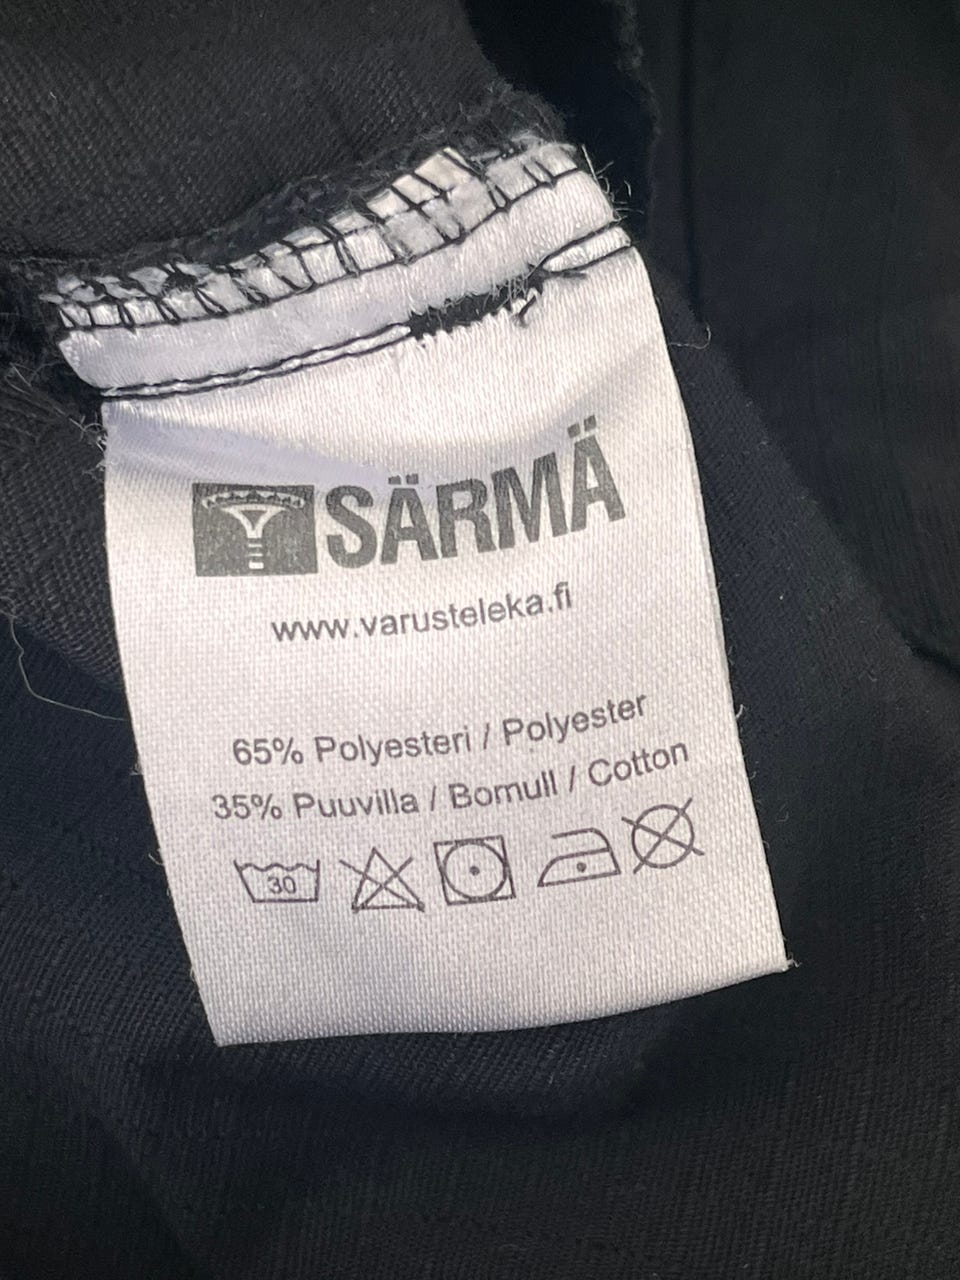 SÄRMÄ
www.varusteleka.fi
65% Polyesteri / Polyester
35% Puuvilla / Bomull / Cotton
30